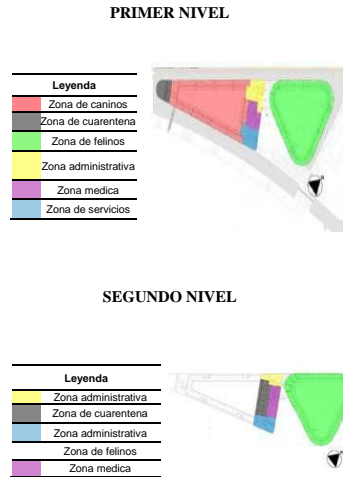 PRIMER NIVEL
Leyenda
Zona de caninos
Zona de cuarentena
Zona de felinos
Zona administrativa
Zona medica
Zona de servicios
SEGUNDO NIVEL
Leyenda
Zona administrativa
Zona de cuarentena
Zona administrativa
Zona de felinos
Zona medica